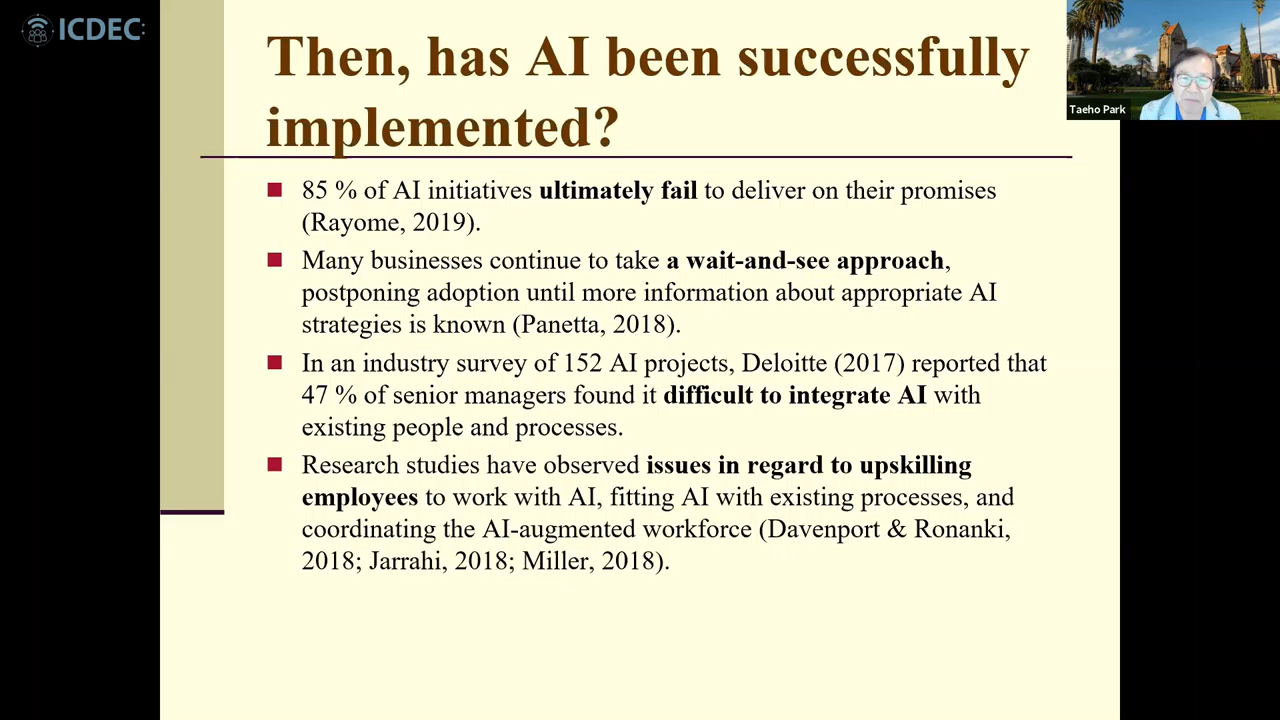 ICDEC:
Then, has AI been successfully
implemented?
Taeho Park
■ 85 % of AI initiatives ultimately fail to deliver on their promises
(Rayome, 2019).
■ Many businesses continue to take a wait-and-see approach,
postponing adoption until more information about appropriate AI
strategies is known (Panetta, 2018).
■ In an industry survey of 152 AI projects, Deloitte (2017) reported that
47 % of senior managers found it difficult to integrate AI with
existing people and processes.
■ Research studies have observed issues in regard to upskilling
employees to work with AI, fitting AI with existing processes, and
coordinating the AI-augmented workforce (Davenport & Ronanki,
2018; Jarrahi, 2018; Miller, 2018).